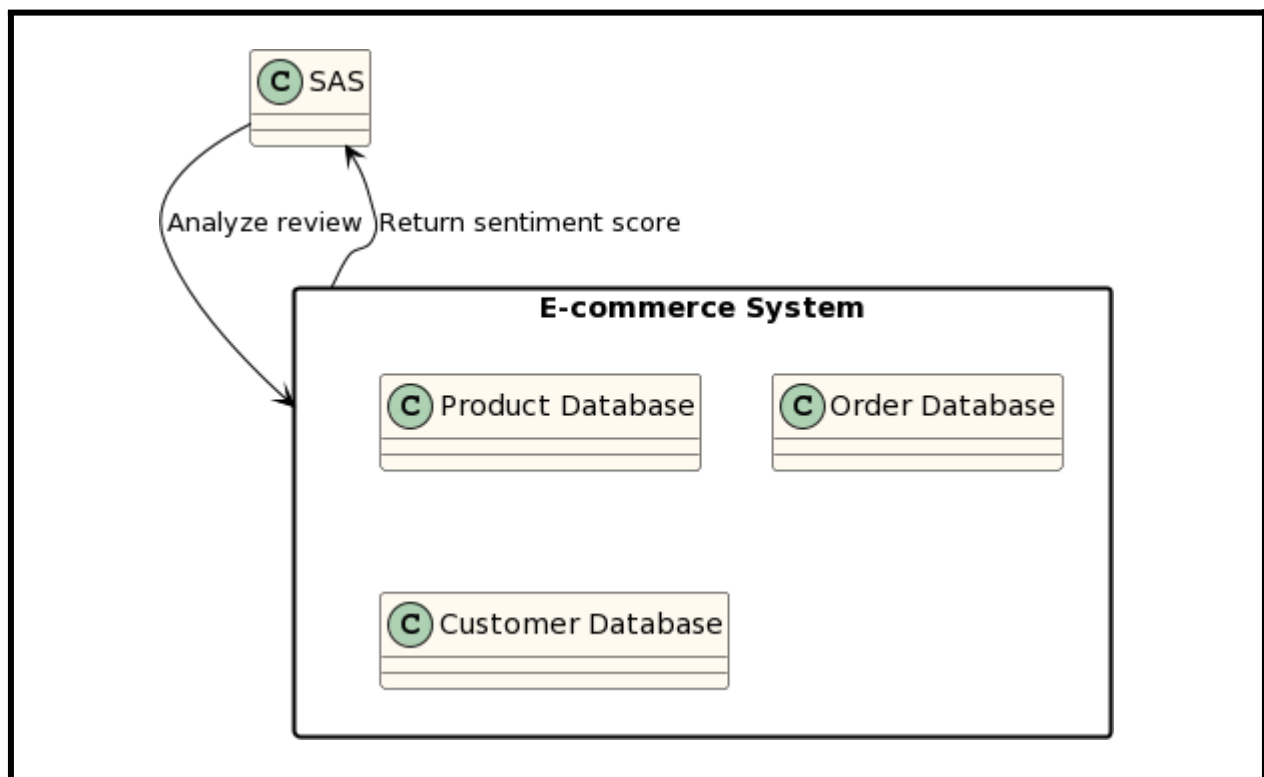 C SAS
Analyze review
Return sentiment score
E-commerce System
C Product Database
C Order Database
C Customer Database